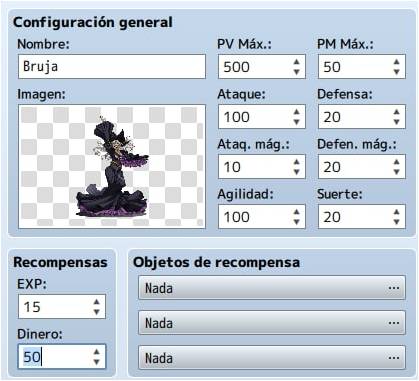 Configuración general
Nombre:
Bruja
Imagen:
PV Máx.: PM Máx.:
500 50
Ataque: Defensa:
100 20
Ataq. mág.: Defen. mág.:
10 20
Agilidad: Suerte:
100 20
Recompensas
EXP:
15
Dinero:
50
Objetos de recompensa
Nada ...
Nada ...
Nada ...